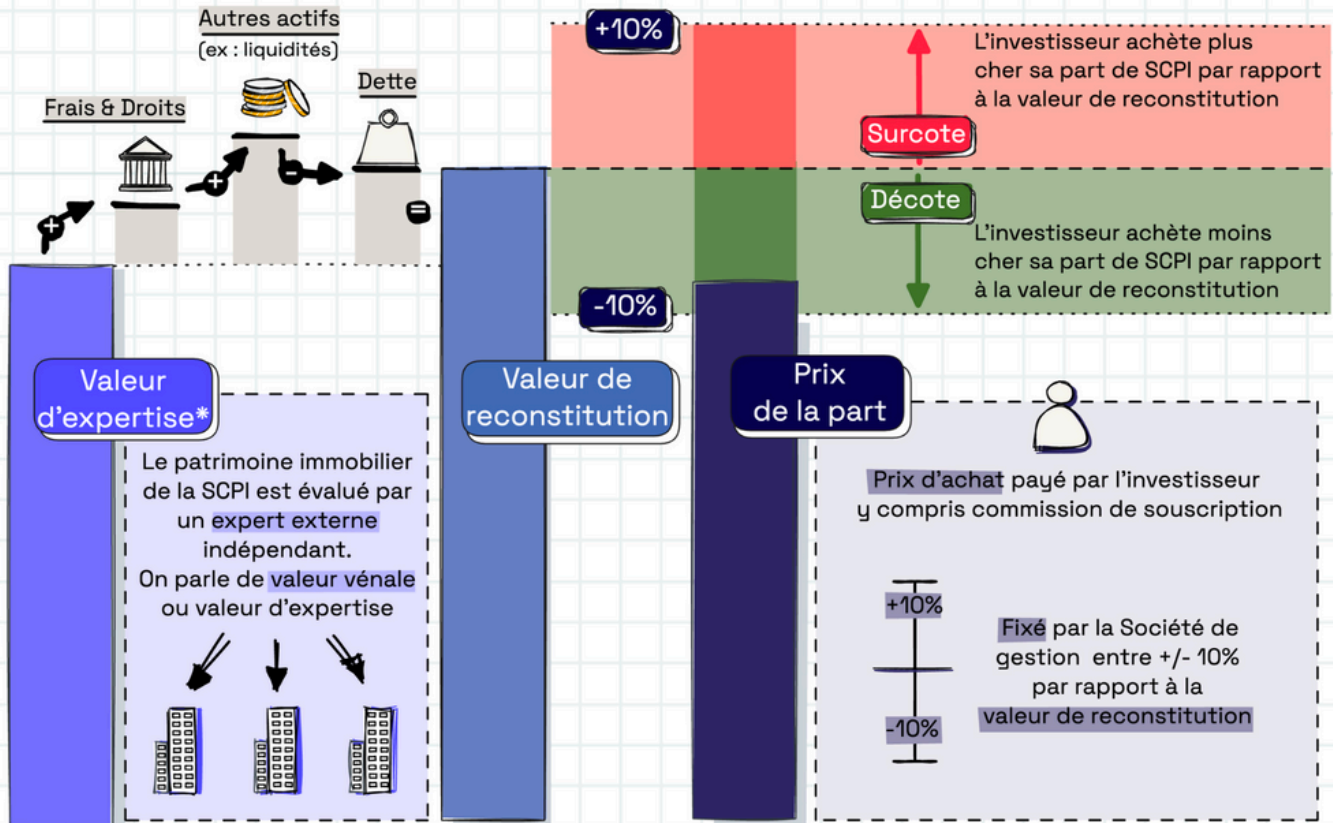 Autres actifs
(ex : liquidités)
Dette
Frais & Droits
+
+
-
=
+10%
L'investisseur achète plus
cher sa part de SCPI par rapport
à la valeur de reconstitution
Surcote
Décote
L'investisseur achète moins
cher sa part de SCPI par rapport
à la valeur de reconstitution
-10%
Valeur
d'expertise*
Le patrimoine immobilier
de la SCPI est évalué par
un expert externe
indépendant.
On parle de valeur vénale
ou valeur d'expertise
Valeur de
reconstitution
Prix
de la part
Prix d'achat payé par l'investisseur
y compris commission de souscription
+10%
-10%
Fixé par la Société de
gestion entre +/- 10%
par rapport à la
valeur de reconstitution